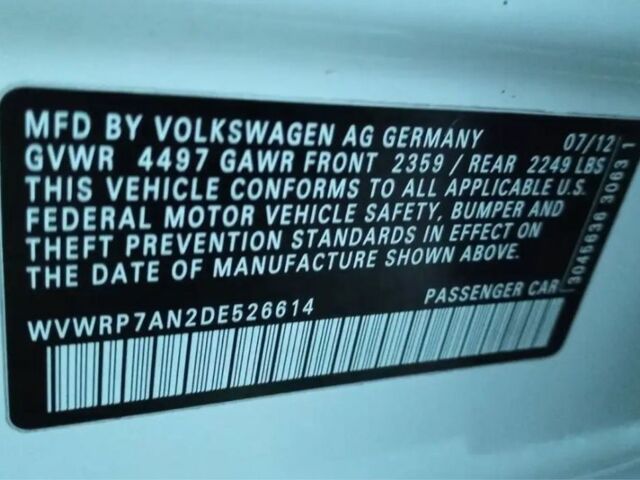 MFD BY VOLKSWAGEN AG GERMANY 07/12
GVWR 4497 GAWR FRONT 2359 / REAR 2249 LBS
THIS VEHICLE CONFORMS TO ALL APPLICABLE U.S.
FEDERAL MOTOR VEHICLE SAFETY, BUMPER AND
THEFT PREVENTION STANDARDS IN EFFECT ON
THE DATE OF MANUFACTURE SHOWN ABOVE.
WVWRP7AN2DE526614 PASSENGER CAR
3045636 3063 1